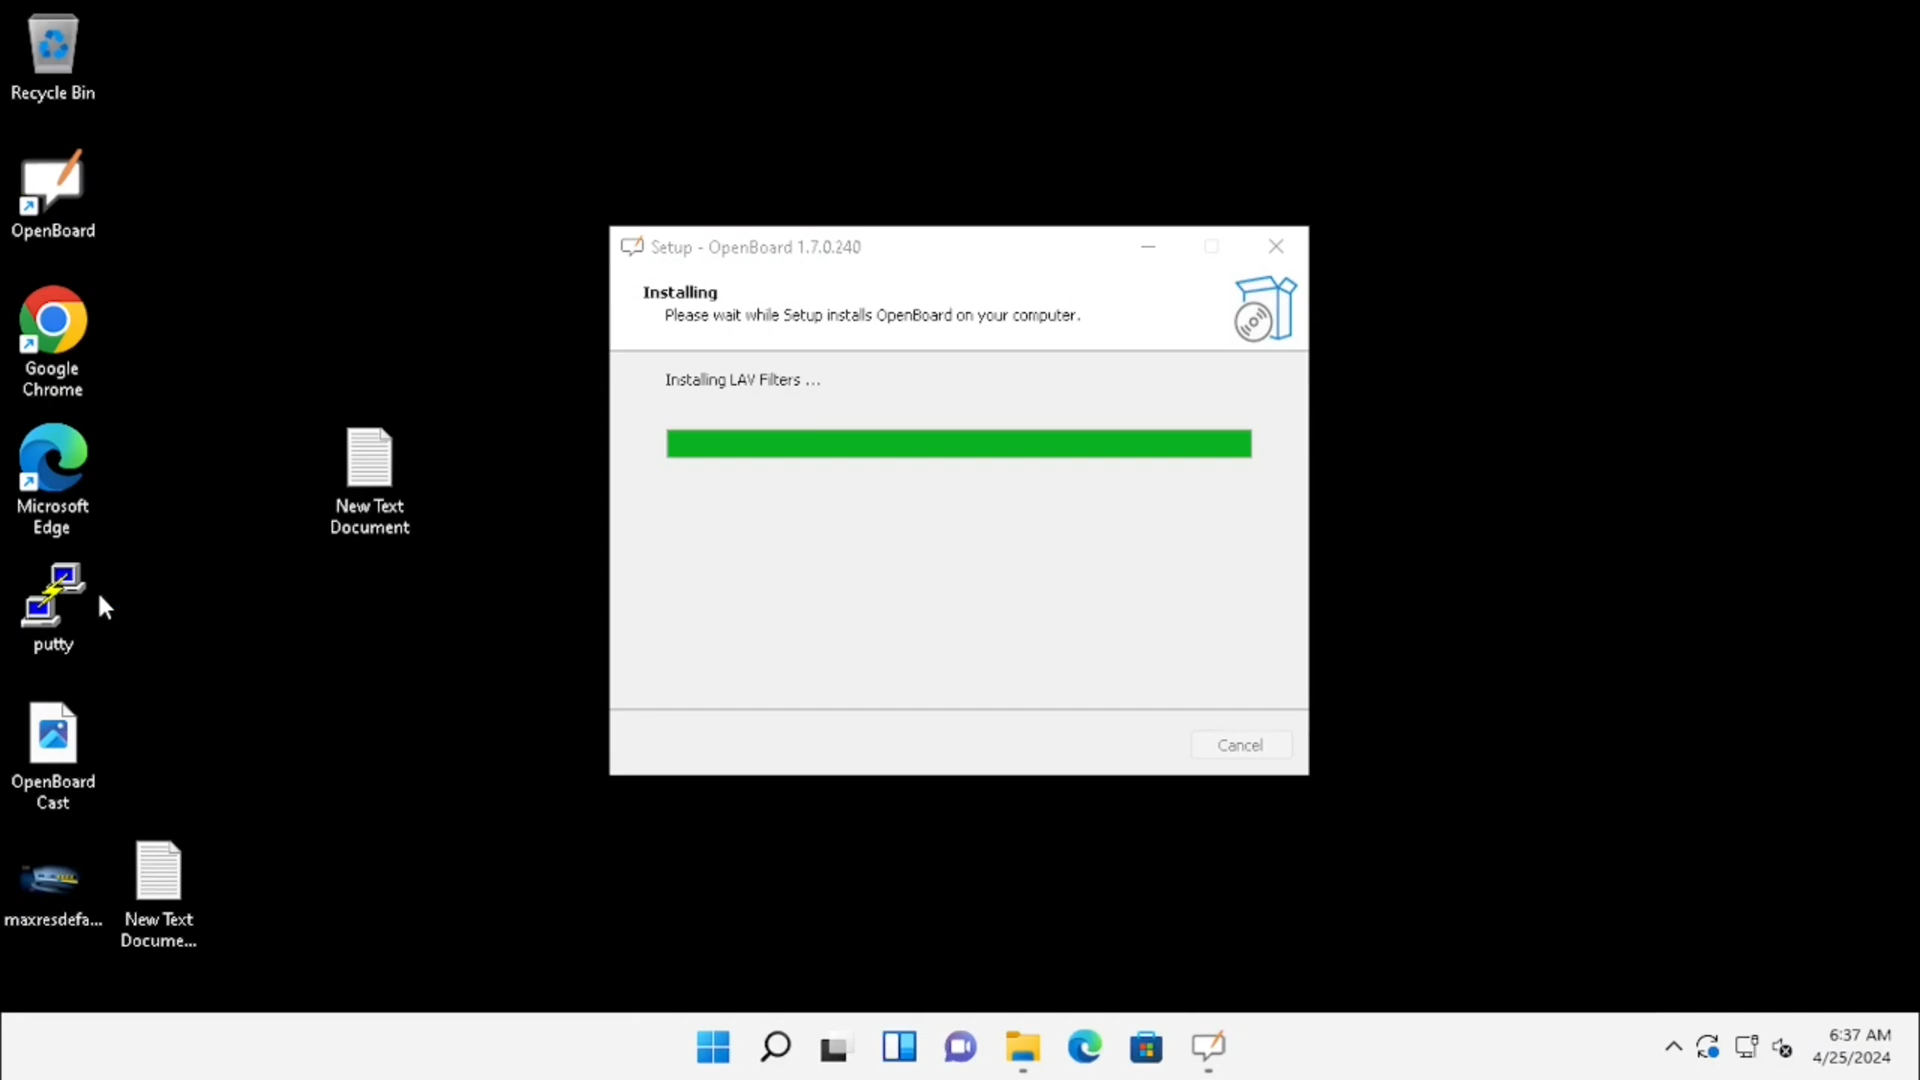 Recycle Bin
OpenBoard
Google
Chrome
Microsoft
Edge
putty
OpenBoard
Cast
maxresdefa...
New Text
Docume...
New Text
Document
Setup - OpenBoard 1.7.0.240
Installing
Please wait while Setup installs OpenBoard on your computer.
Installing LAV Filters ...
Cancel
6:37 AM
4/25/2024